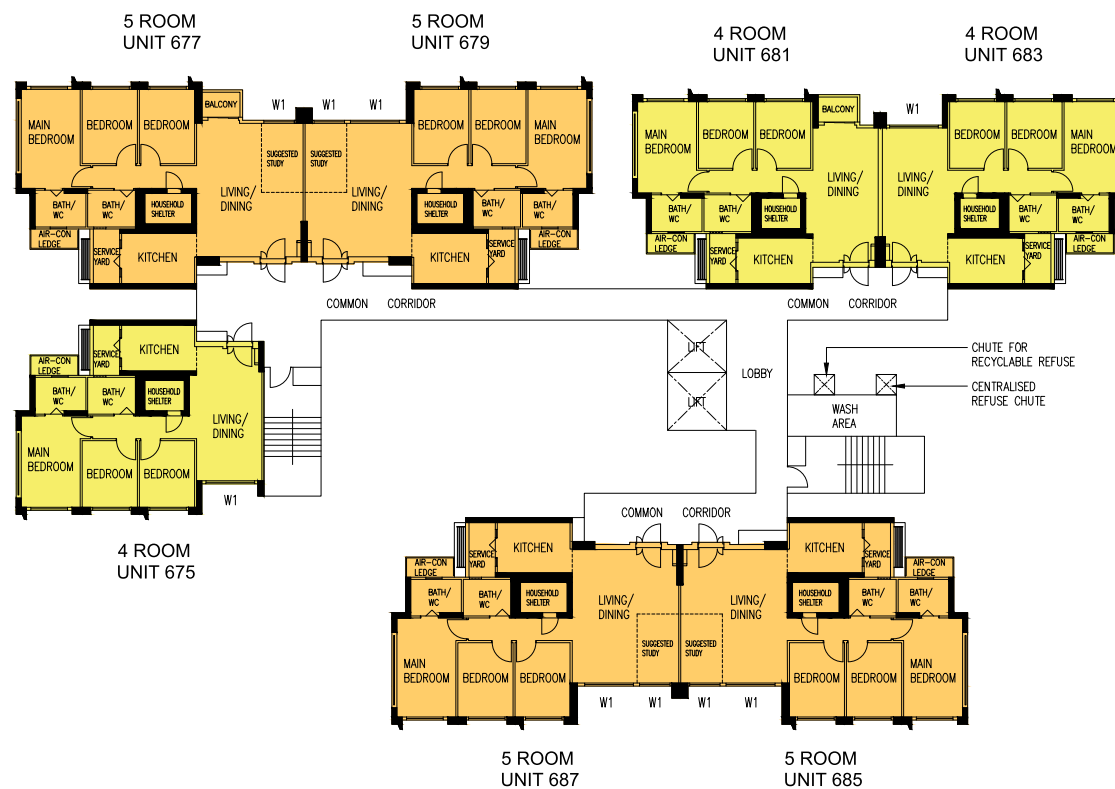 5 ROOM
UNIT 677
5 ROOM
UNIT 679
4 ROOM
UNIT 681
4 ROOM
UNIT 683
MAIN
BEDROOM
BEDROOM
BEDROOM
BALCONY
W1
W1
W1
SUGGESTED
STUDY
SUGGESTED
STUDY
BEDROOM
BEDROOM
MAIN
BEDROOM
LIVING/
DINING
LIVING/
DINING
BATH/
WC
BATH/
WC
HOUSEHOLD
SHELTER
HOUSEHOLD
SHELTER
BATH/
WC
BATH/
WC
AIR-CON
LEDGE
SERVICE
YARD
KITCHEN
KITCHEN
SERVICE
YARD
AIR-CON
LEDGE
MAIN
BEDROOM
BEDROOM
BEDROOM
BALCONY
W1
BEDROOM
BEDROOM
MAIN
BEDROOM
LIVING/
DINING
LIVING/
DINING
BATH/
WC
BATH/
WC
HOUSEHOLD
SHELTER
HOUSEHOLD
SHELTER
BATH/
WC
BATH/
WC
AIR-CON
LEDGE
SERVICE
YARD
KITCHEN
KITCHEN
SERVICE
YARD
AIR-CON
LEDGE
COMMON CORRIDOR
COMMON CORRIDOR
AIR-CON
LEDGE
SERVICE
YARD
KITCHEN
BATH/
WC
BATH/
WC
HOUSEHOLD
SHELTER
LIVING/
DINING
MAIN
BEDROOM
BEDROOM
BEDROOM
W1
4 ROOM
UNIT 675
LIFT
LIFT
LOBBY
CHUTE FOR
RECYCLABLE REFUSE
CENTRALISED
REFUSE CHUTE
WASH
AREA
COMMON CORRIDOR
AIR-CON
LEDGE
SERVICE
YARD
KITCHEN
KITCHEN
SERVICE
YARD
AIR-CON
LEDGE
BATH/
WC
BATH/
WC
HOUSEHOLD
SHELTER
LIVING/
DINING
LIVING/
DINING
HOUSEHOLD
SHELTER
BATH/
WC
BATH/
WC
MAIN
BEDROOM
BEDROOM
BEDROOM
SUGGESTED
STUDY
SUGGESTED
STUDY
BEDROOM
BEDROOM
MAIN
BEDROOM
W1
W1
W1
W1
5 ROOM
UNIT 687
5 ROOM
UNIT 685